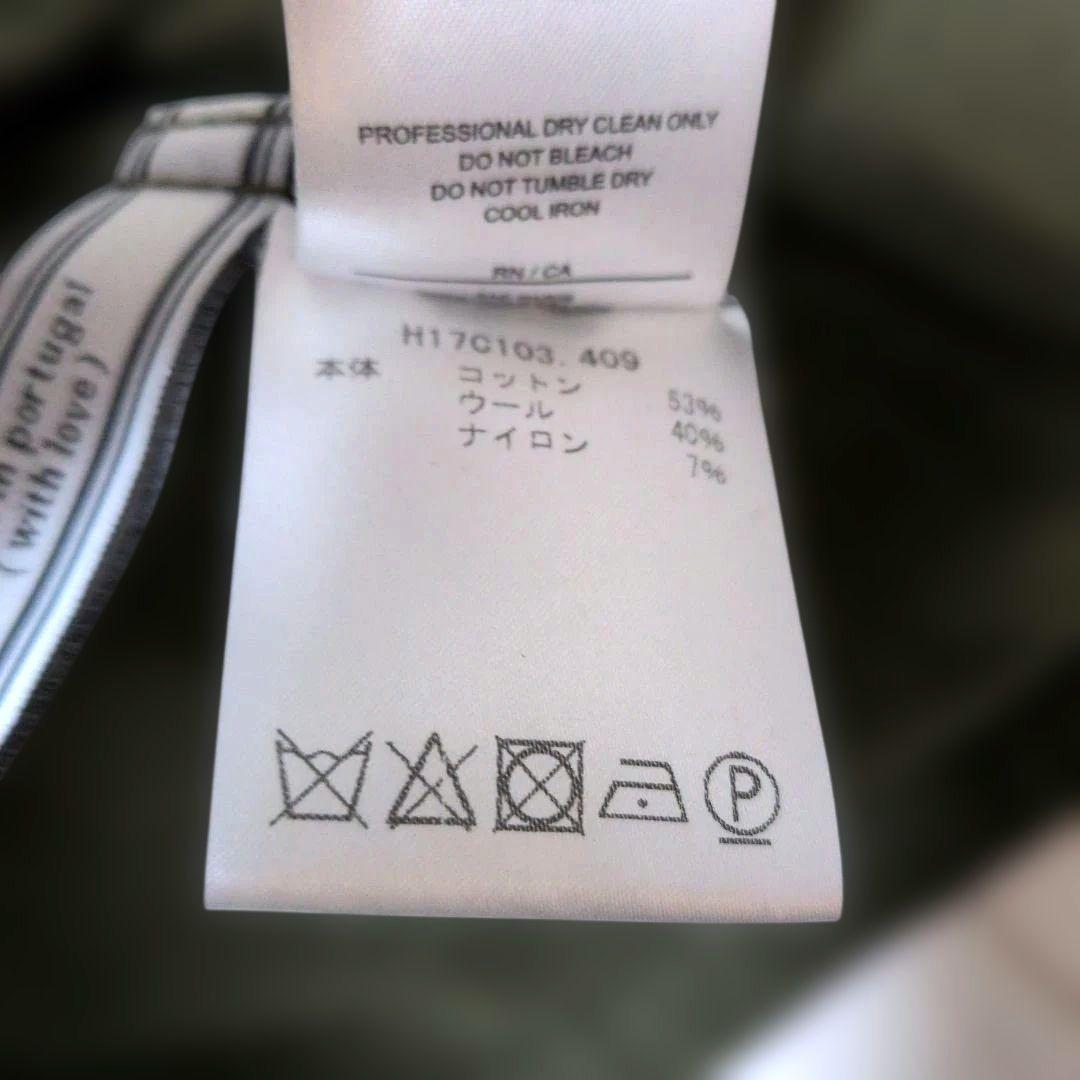 PROFESSIONAL DRY CLEAN ONLY
DO NOT BLEACH
DO NOT TUMBLE DRY
COOL IRON
RN / CA
H17C103.409
本体 コットン 53%
ウール 40%
ナイロン 7%
P
portugal
(with love)